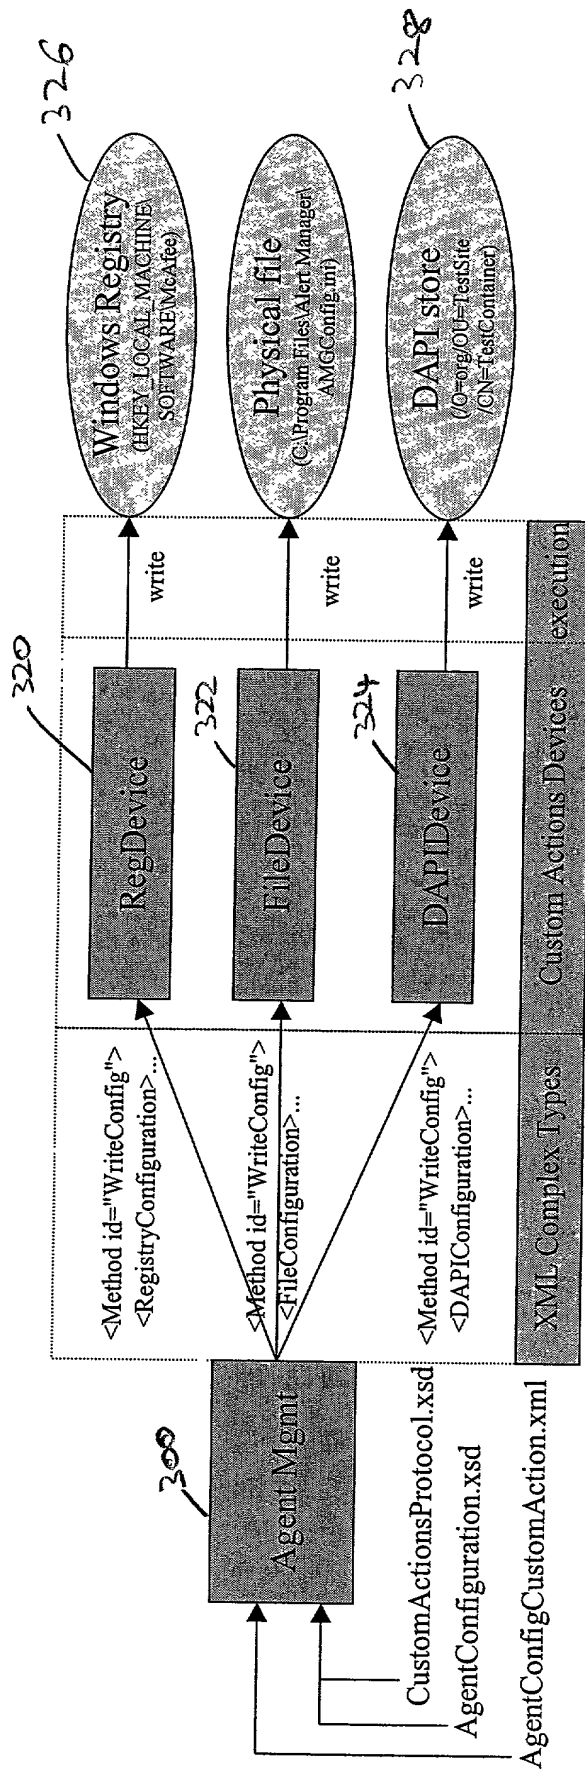 300
Agent Mgmt
CustomActionsProtocol.xsd
AgentConfiguration.xsd
AgentConfigCustomAction.xml
<Method id="WriteConfig">
<RegistryConfiguration>...
<Method id="WriteConfig">
<FileConfiguration>...
<Method id="WriteConfig">
<DAPIConfiguration>...
320
RegDevice
322
FileDevice
324
DAPIDevice
write
write
write
326
Windows Registry
(HKEY_LOCAL_MACHINE\
SOFTWARE\McAfee)
Physical file
(C:\Program Files\Alert Manager\
AMGConfig.mr)
328
DAPI store
(/O=org/OU=TestSite
/CN=TestContainer)
XML Complex Types
Custom Actions Devices
execution